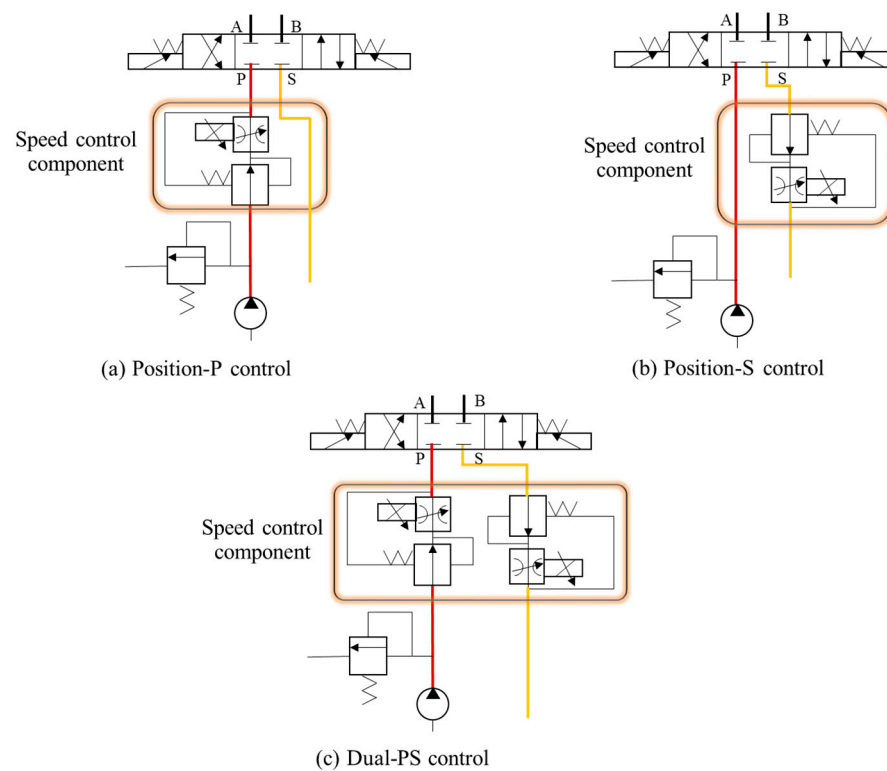 A B
P S
Speed control
component
(a) Position-P control
A B
P S
Speed control
component
(b) Position-S control
A B
P S
Speed control
component
(c) Dual-PS control